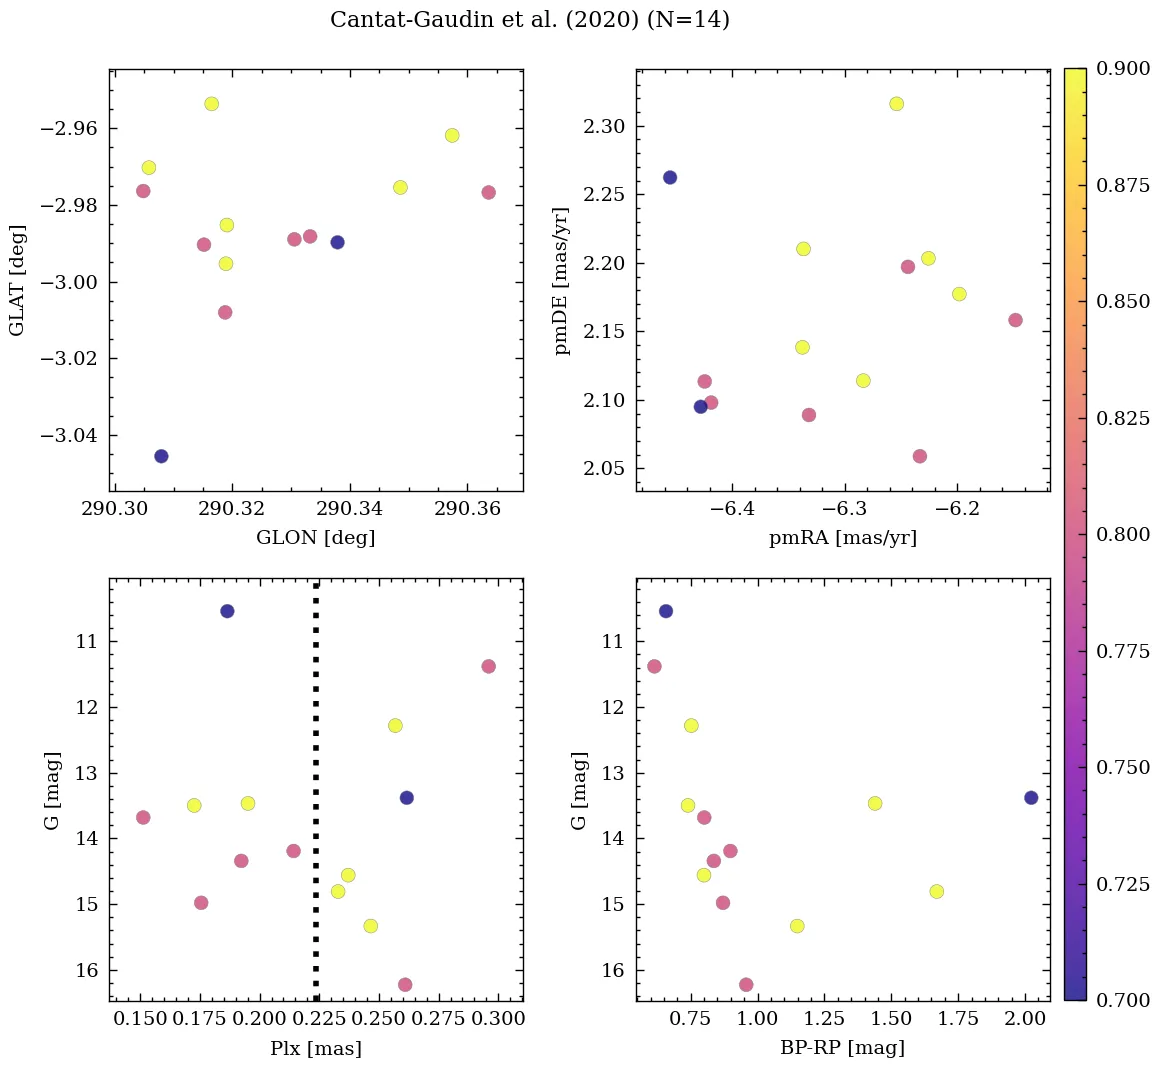 Cantat-Gaudin et al. (2020) (N=14)
−2.96
−2.98
−3.00
−3.02
−3.04
GLAT [deg]
290.30 290.32 290.34 290.36
GLON [deg]
2.30
2.25
2.20
2.15
2.10
2.05
pmDE [mas/yr]
−6.4 −6.3 −6.2
pmRA [mas/yr]
11
12
13
14
15
16
G [mag]
0.150 0.175 0.200 0.225 0.250 0.275 0.300
Plx [mas]
11
12
13
14
15
16
G [mag]
0.75 1.00 1.25 1.50 1.75 2.00
BP-RP [mag]
0.900
0.875
0.850
0.825
0.800
0.775
0.750
0.725
0.700